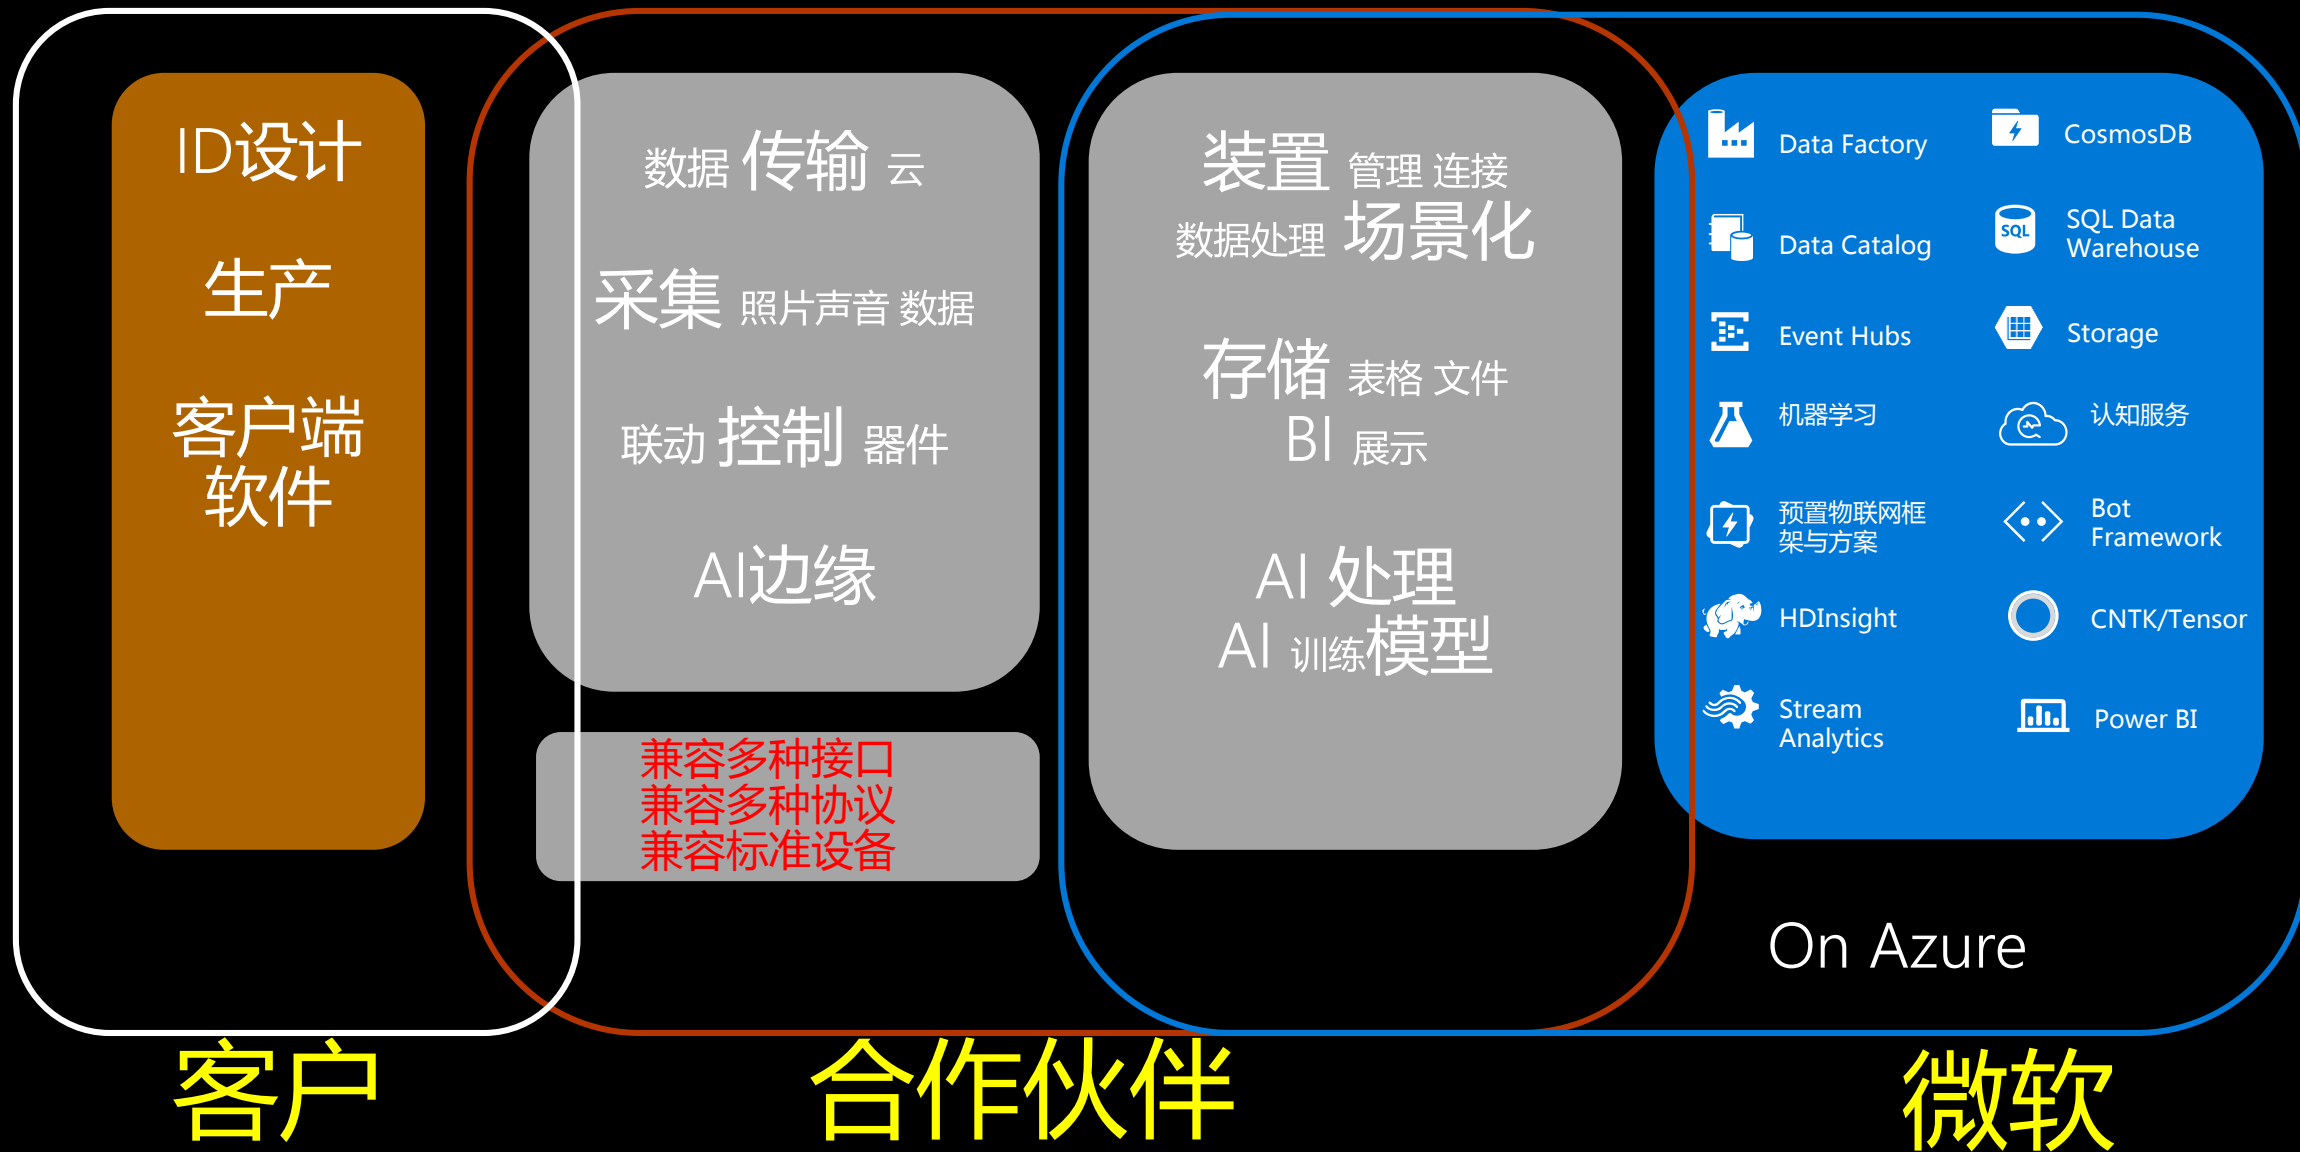 ID设计
生产
客户端
软件
数据 传输 云
采集 照片声音 数据
联动 控制 器件
AI边缘
兼容多种接口
兼容多种协议
兼容标准设备
装置 管理 连接
数据处理 场景化
存储 表格 文件
BI 展示
AI 处理
AI 训练模型
Data Factory
CosmosDB
Data Catalog
SQL
SQL Data
Warehouse
Event Hubs
Storage
机器学习
认知服务
预置物联网框
架与方案
Bot
Framework
HDInsight
CNTK/Tensor
Stream
Analytics
Power BI
On Azure
客户
合作伙伴
微软